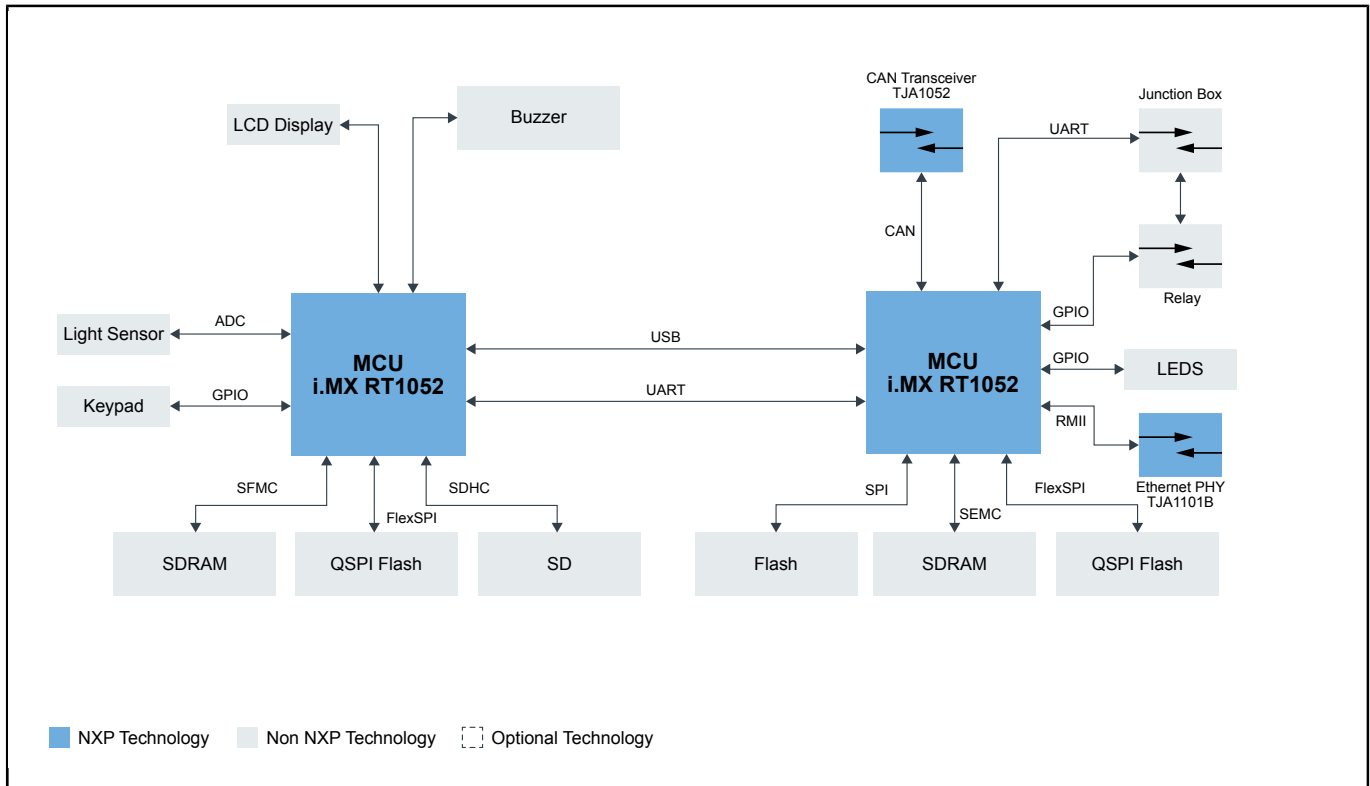 CAN Transceiver
TJA1052
Junction Box
LCD Display
Buzzer
UART
CAN
Relay
Light Sensor
ADC
MCU
i.MX RT1052
USB
MCU
i.MX RT1052
GPIO
GPIO
LEDS
Keypad
GPIO
UART
RMII
Ethernet PHY
TJA1101B
SFMC
SDHC
FlexSPI
SPI
SEMC
FlexSPI
SDRAM
QSPI Flash
SD
Flash
SDRAM
QSPI Flash
NXP Technology
Non NXP Technology
Optional Technology